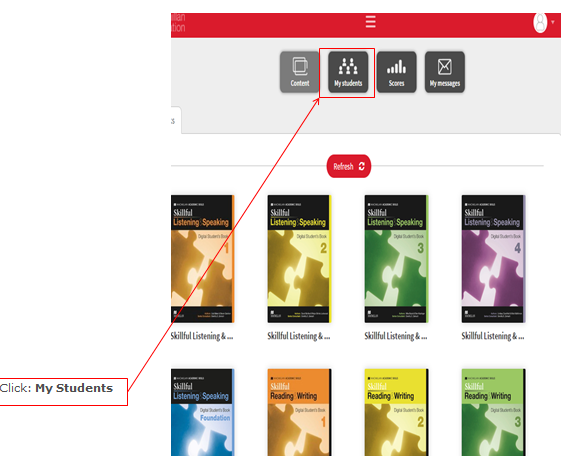 millan
tion
Content
My students
Scores
My messages
s
Refresh
Skillful
Listening & Speaking
Digital Student's Book
1
Skillful
Listening & Speaking
Digital Student's Book
2
Skillful
Listening & Speaking
Digital Student's Book
3
Skillful
Listening & Speaking
Digital Student's Book
4
Skillful Listening & ...
Skillful Listening & ...
Skillful Listening & ...
Skillful Listening & ...
Click: My Students
Skillful
Listening & Speaking
Digital Student's Book
Foundation
Skillful
Reading & Writing
Digital Student's Book
1
Skillful
Reading & Writing
Digital Student's Book
2
Skillful
Reading & Writing
Digital Student's Book
3